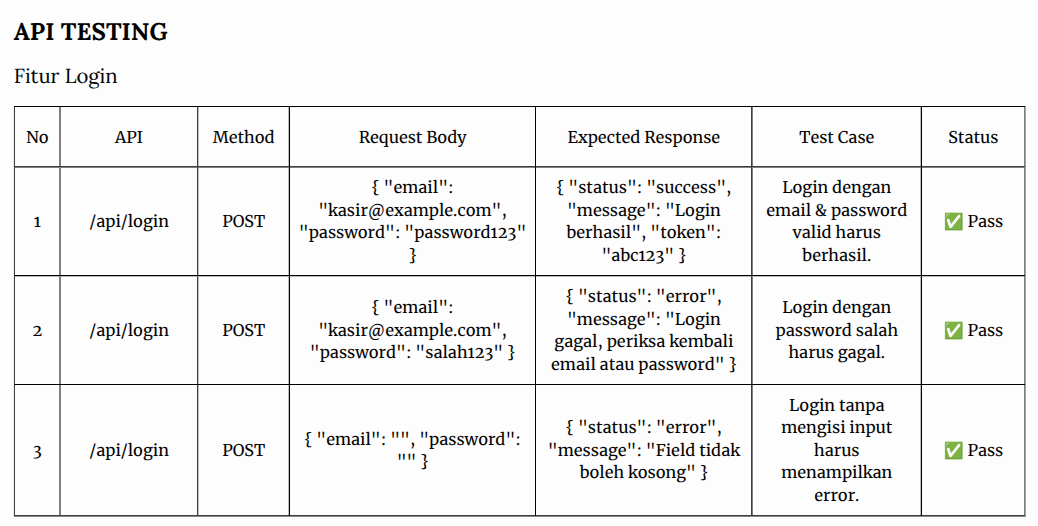 API TESTING
Fitur Login
No API Method Request Body Expected Response Test Case Status
1 /api/login POST
{ "email":
"kasir@example.com",
"password": "password123"
}
{ "status": "success",
"message": "Login
berhasil", "token":
"abc123" }
Login dengan
email & password
valid harus
berhasil.
✅ Pass
2 /api/login POST
{ "email":
"kasir@example.com",
"password": "salah123" }
{ "status": "error",
"message": "Login
gagal, periksa kembali
email atau password" }
Login dengan
password salah
harus gagal.
✅ Pass
3 /api/login POST
{ "email": "", "password":
"" }
{ "status": "error",
"message": "Field tidak
boleh kosong" }
Login tanpa
mengisi input
harus
menampilkan
error.
✅ Pass